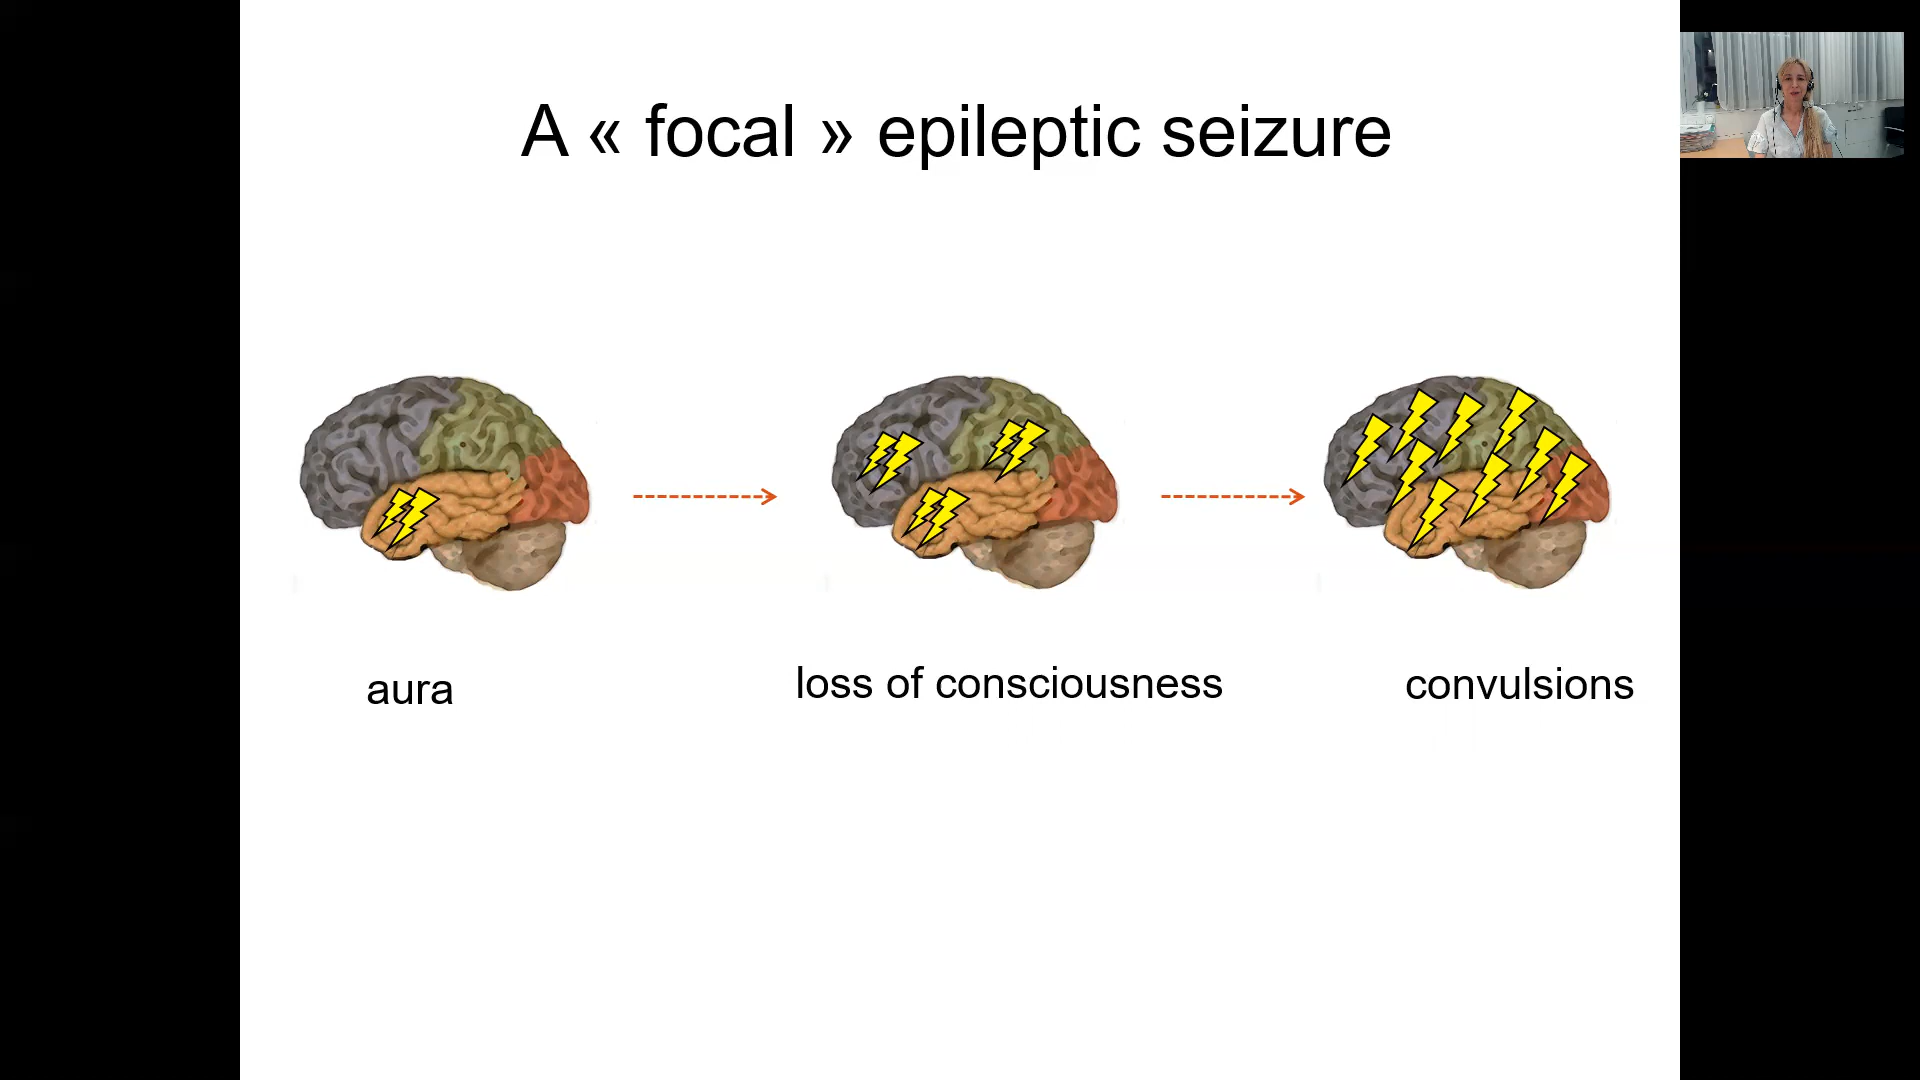 A « focal » epileptic seizure
aura
loss of consciousness
convulsions